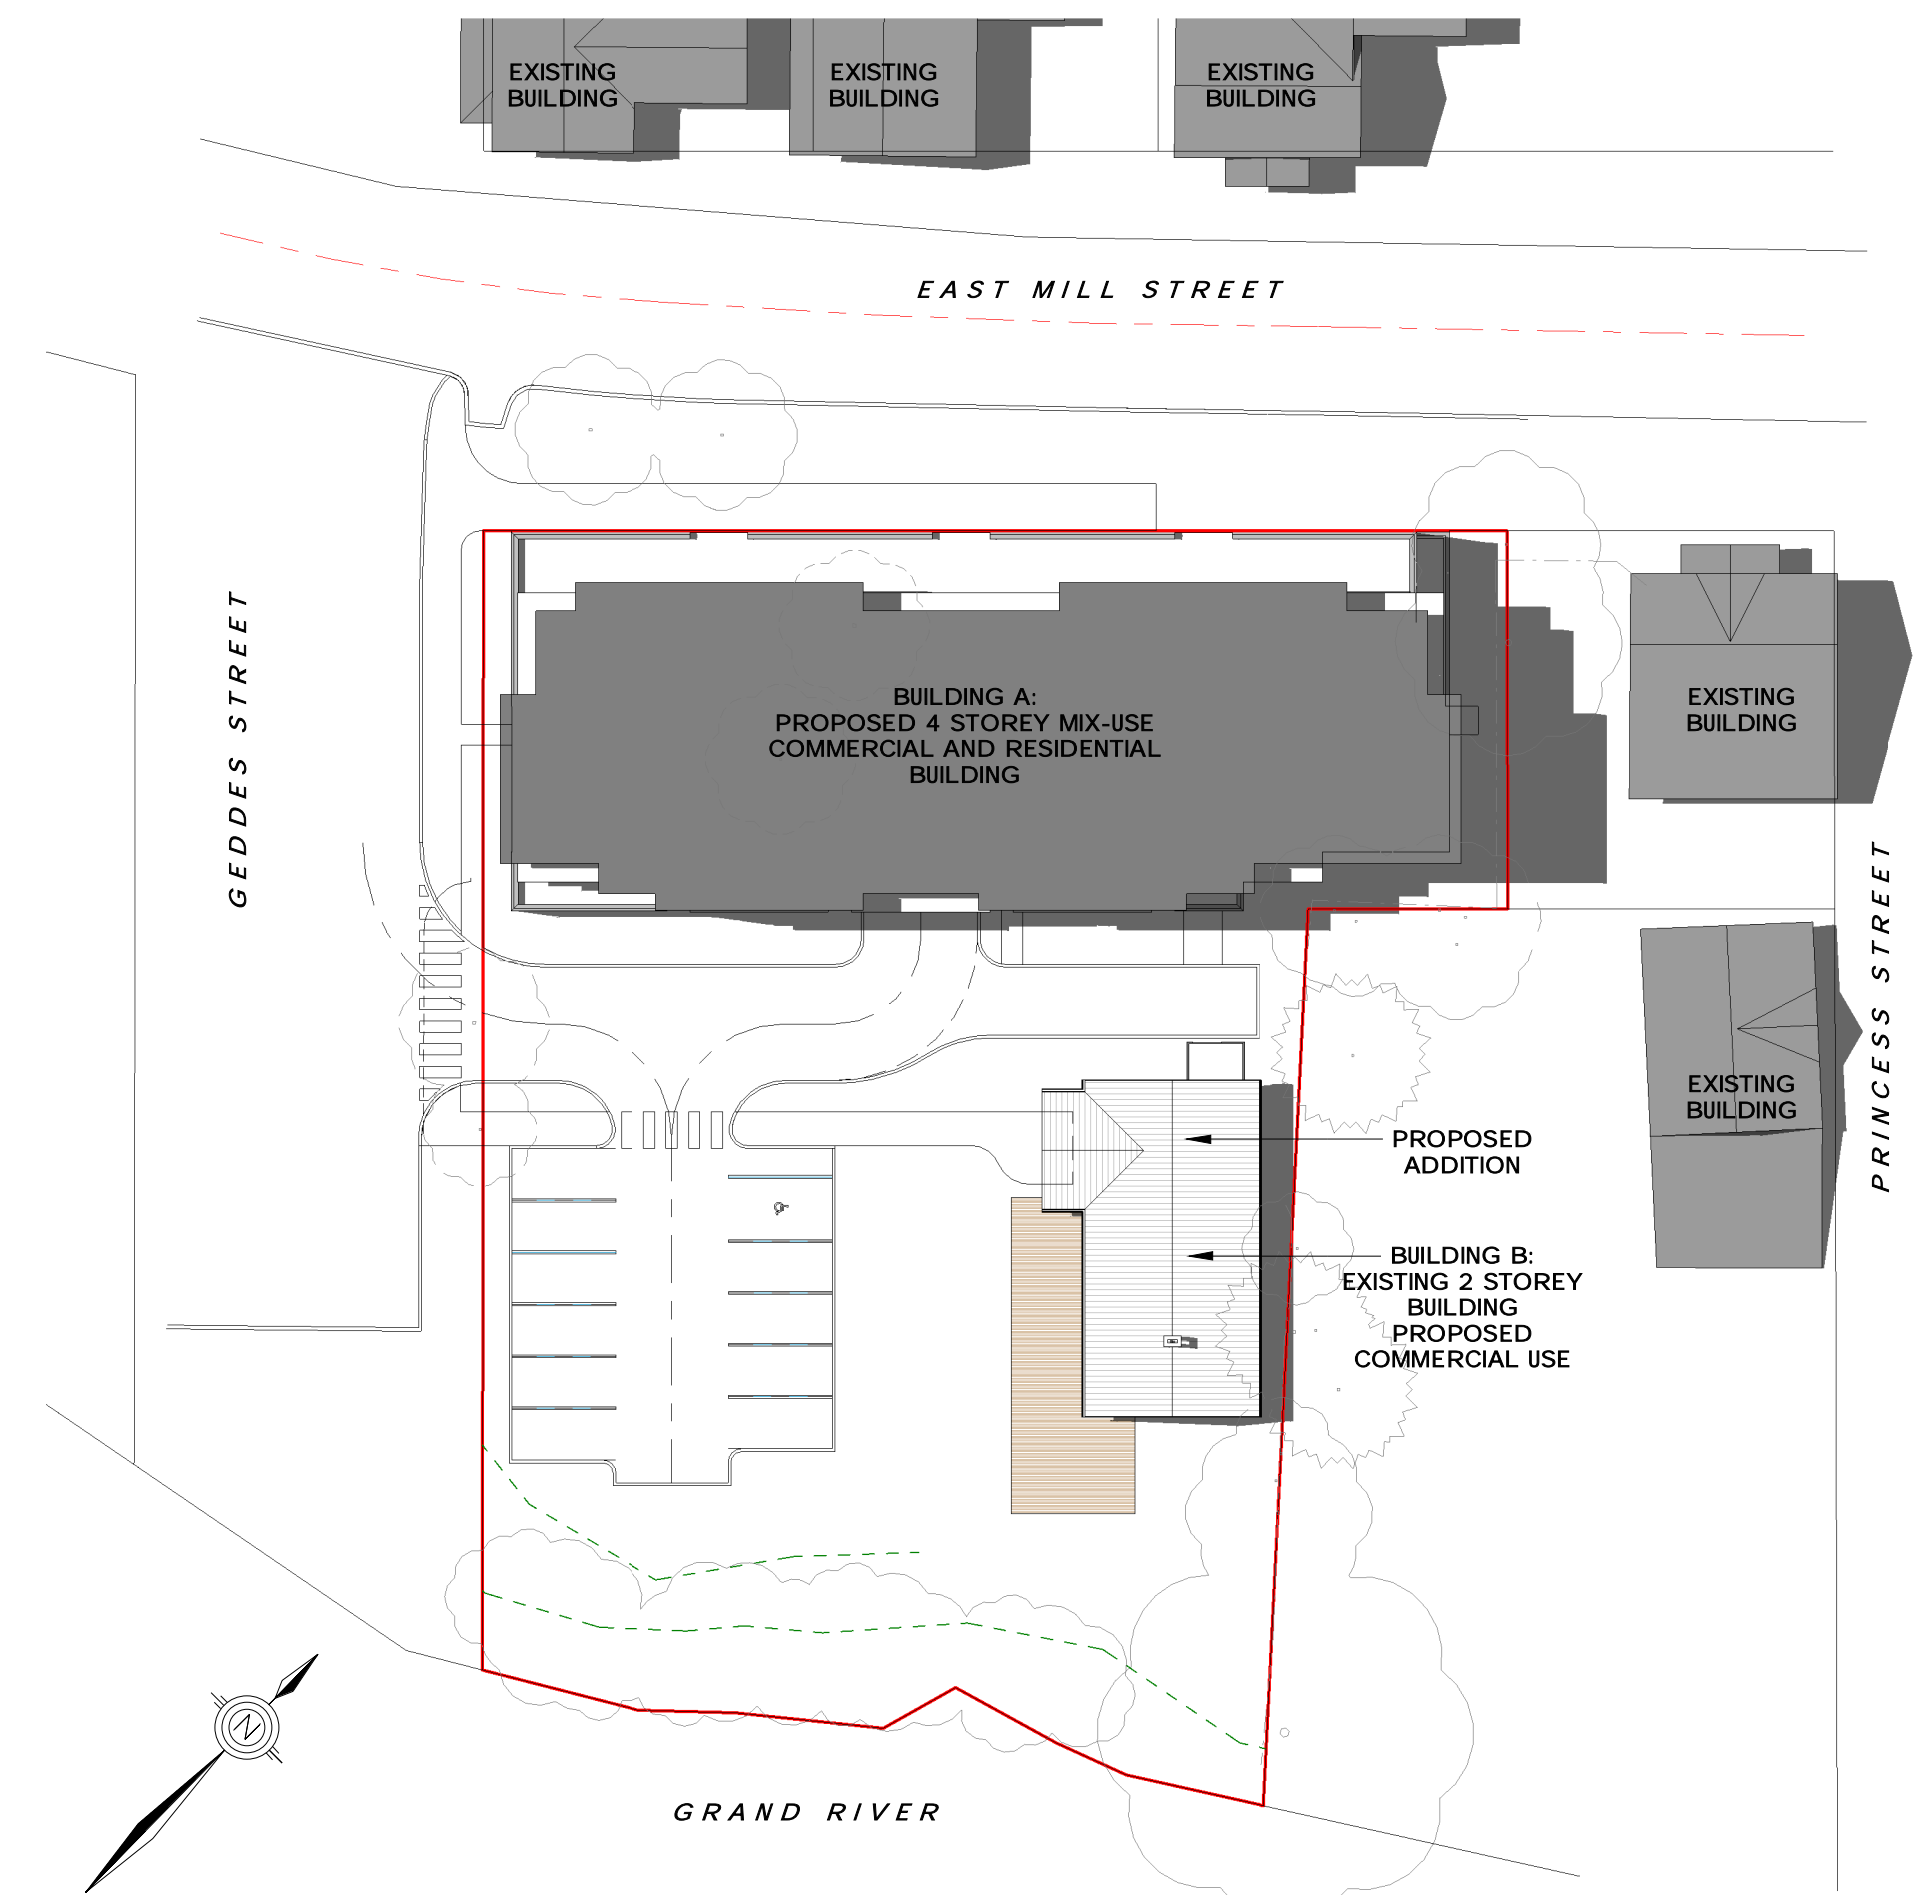 EXISTING
BUILDING
EXISTING
BUILDING
EXISTING
BUILDING
EAST MILL STREET
GEDDES STREET
BUILDING A:
PROPOSED 4 STOREY MIX-USE
COMMERCIAL AND RESIDENTIAL
BUILDING
EXISTING
BUILDING
PRINCESS STREET
EXISTING
BUILDING
PROPOSED
ADDITION
BUILDING B:
EXISTING 2 STOREY
BUILDING
PROPOSED
COMMERCIAL USE
N
GRAND RIVER